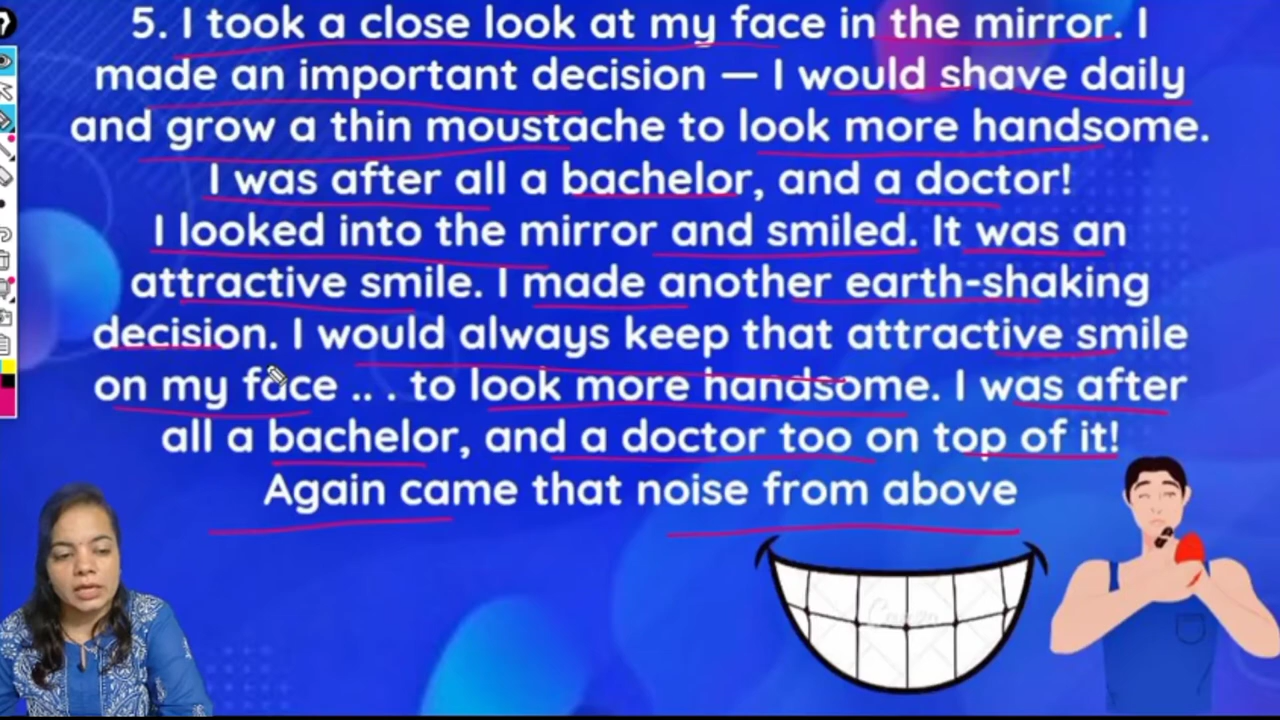 5. I took a close look at my face in the mirror. I
made an important decision — I would shave daily
and grow a thin moustache to look more handsome.
I was after all a bachelor, and a doctor!
I looked into the mirror and smiled. It was an
attractive smile. I made another earth-shaking
decision. I would always keep that attractive smile
on my face .. . to look more handsome. I was after
all a bachelor, and a doctor too on top of it!
Again came that noise from above